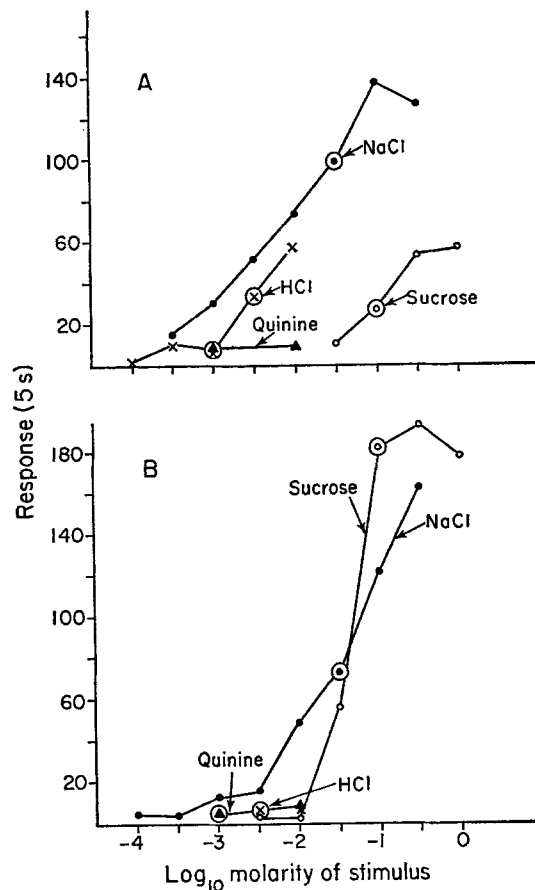 A
140
100
60
20
NaCl
HCl
Quinine
Sucrose
Response (5 s)
B
180
140
100
60
20
Sucrose
NaCl
Quinine
HCl
-4 -3 -2 -1 0
Log10 molarity of stimulus